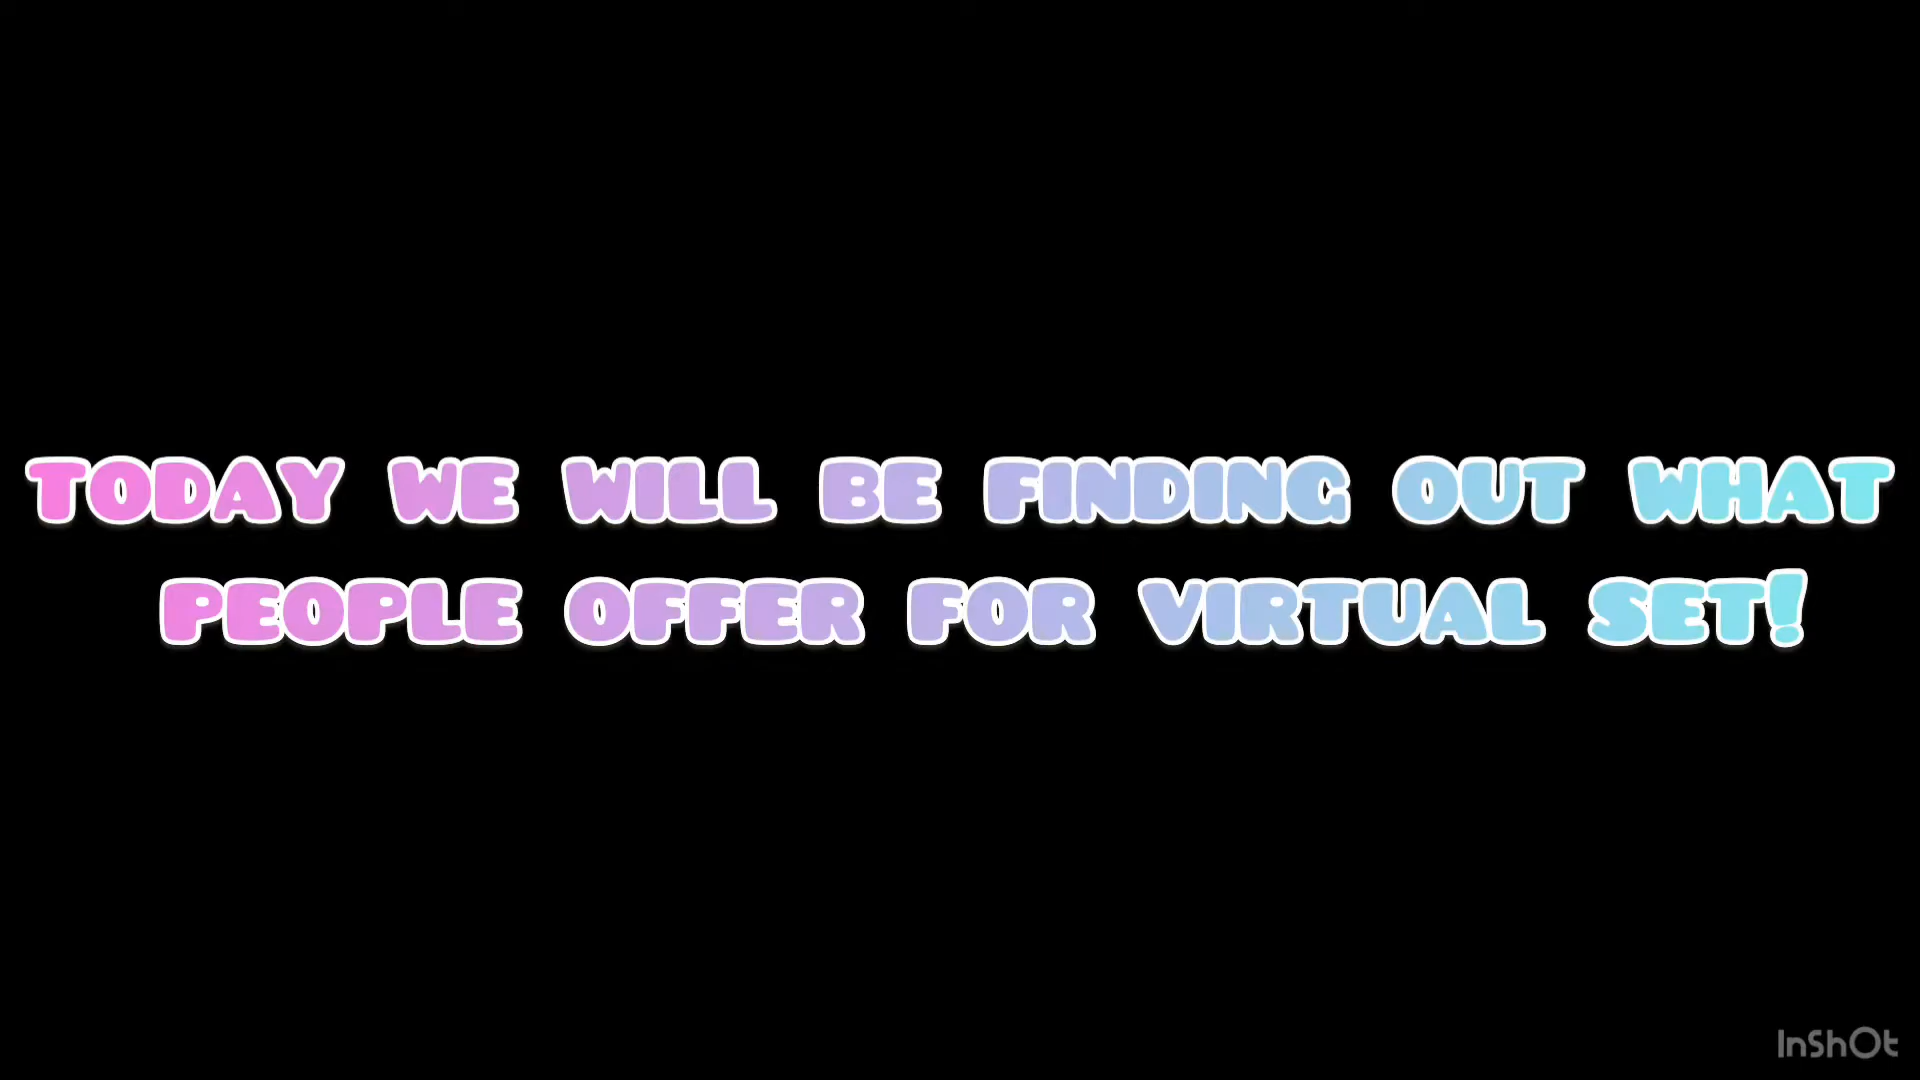 TODAY WE WILL BE FINDING OUT WHAT
PEOPLE OFFER FOR VIRTUAL SET!
InShOt